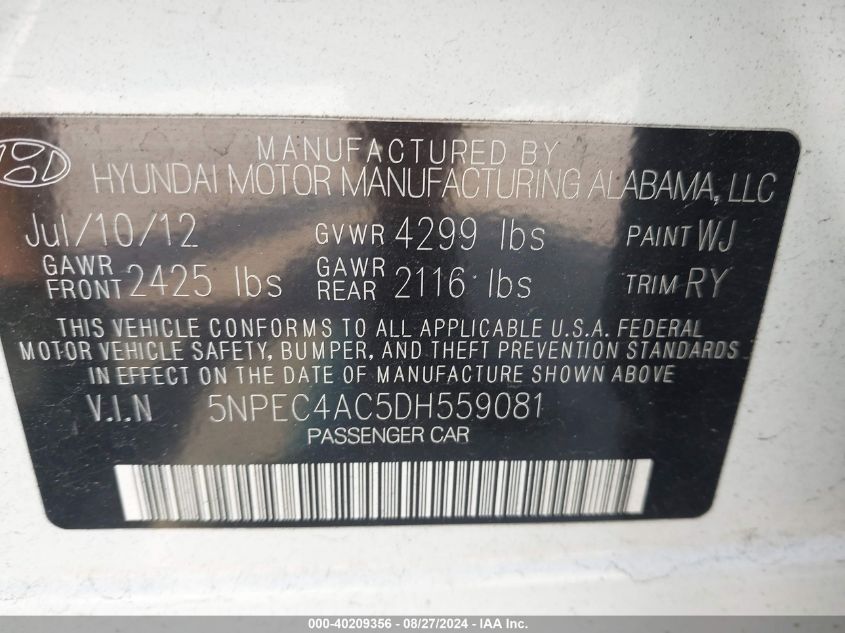 MANUFACTURED BY
HYUNDAI MOTOR MANUFACTURING ALABAMA, LLC
Jul/10/12 GVWR 4299 lbs PAINT WJ
GAWR FRONT 2425 lbs GAWR REAR 2116 lbs TRIM RY
THIS VEHICLE CONFORMS TO ALL APPLICABLE U.S.A. FEDERAL
MOTOR VEHICLE SAFETY, BUMPER, AND THEFT PREVENTION STANDARDS
IN EFFECT ON THE DATE OF MANUFACTURE SHOWN ABOVE.
V.I.N 5NPEC4AC5DH559081
PASSENGER CAR
000-40209356 - 08/27/2024 - IAA Inc.